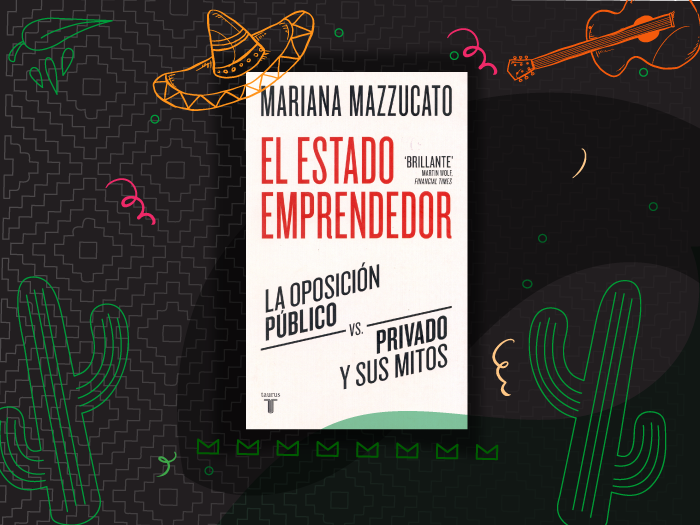 MARIANA MAZZUCATO
EL ESTADO
'BRILLANTE'
MARTIN WOLF,
FINANCIAL TIMES
EMPRENDEDOR
LA OPOSICIÓN
PÚBLICO VS. PRIVADO
Y SUS MITOS
taurus
T